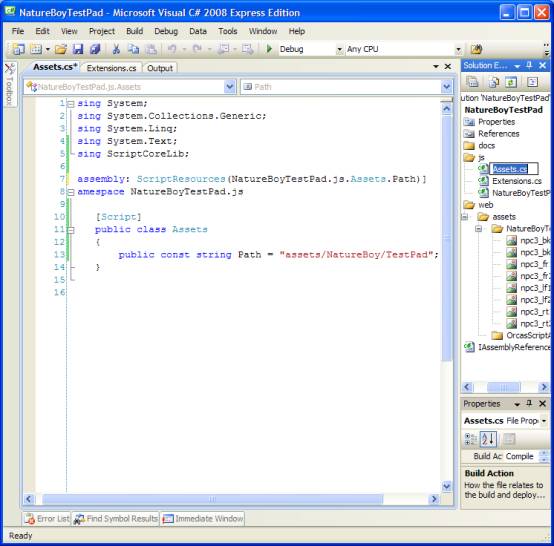 NatureBoyTestPad - Microsoft Visual C# 2008 Express Edition
File Edit View Project Build Debug Data Tools Window Help
Debug Any CPU
Toolbox
Assets.cs* Extensions.cs Output
NatureBoyTestPad.js.Assets Path
1 sing System;
2 sing System.Collections.Generic;
3 sing System.Linq;
4 sing System.Text;
5 sing ScriptCoreLib;
6
7 assembly: ScriptResources(NatureBoyTestPad.js.Assets.Path)]
8 amespace NatureBoyTestPad.js
9
10 [Script]
11 public class Assets
12 {
13 public const string Path = "assets/NatureBoy/TestPad";
14 }
15
16
Solution E...
ution 'NatureBoyTestPad'
NatureBoyTestPad
Properties
References
docs
js
Assets.cs
Extensions.cs
NatureBoyTestP
web
assets
NatureBoyT
npc3_bk
npc3_bk
npc3_fr
npc3_fr
npc3_lf1
npc3_lf2
npc3_rt
npc3_rt
OrcasScriptA
IAssemblyReference
Properties
Assets.cs File Prope
Build Ac Compile
Build Action
How the file relates to
the build and deploy...
Error List Find Symbol Results Immediate Window
Ready